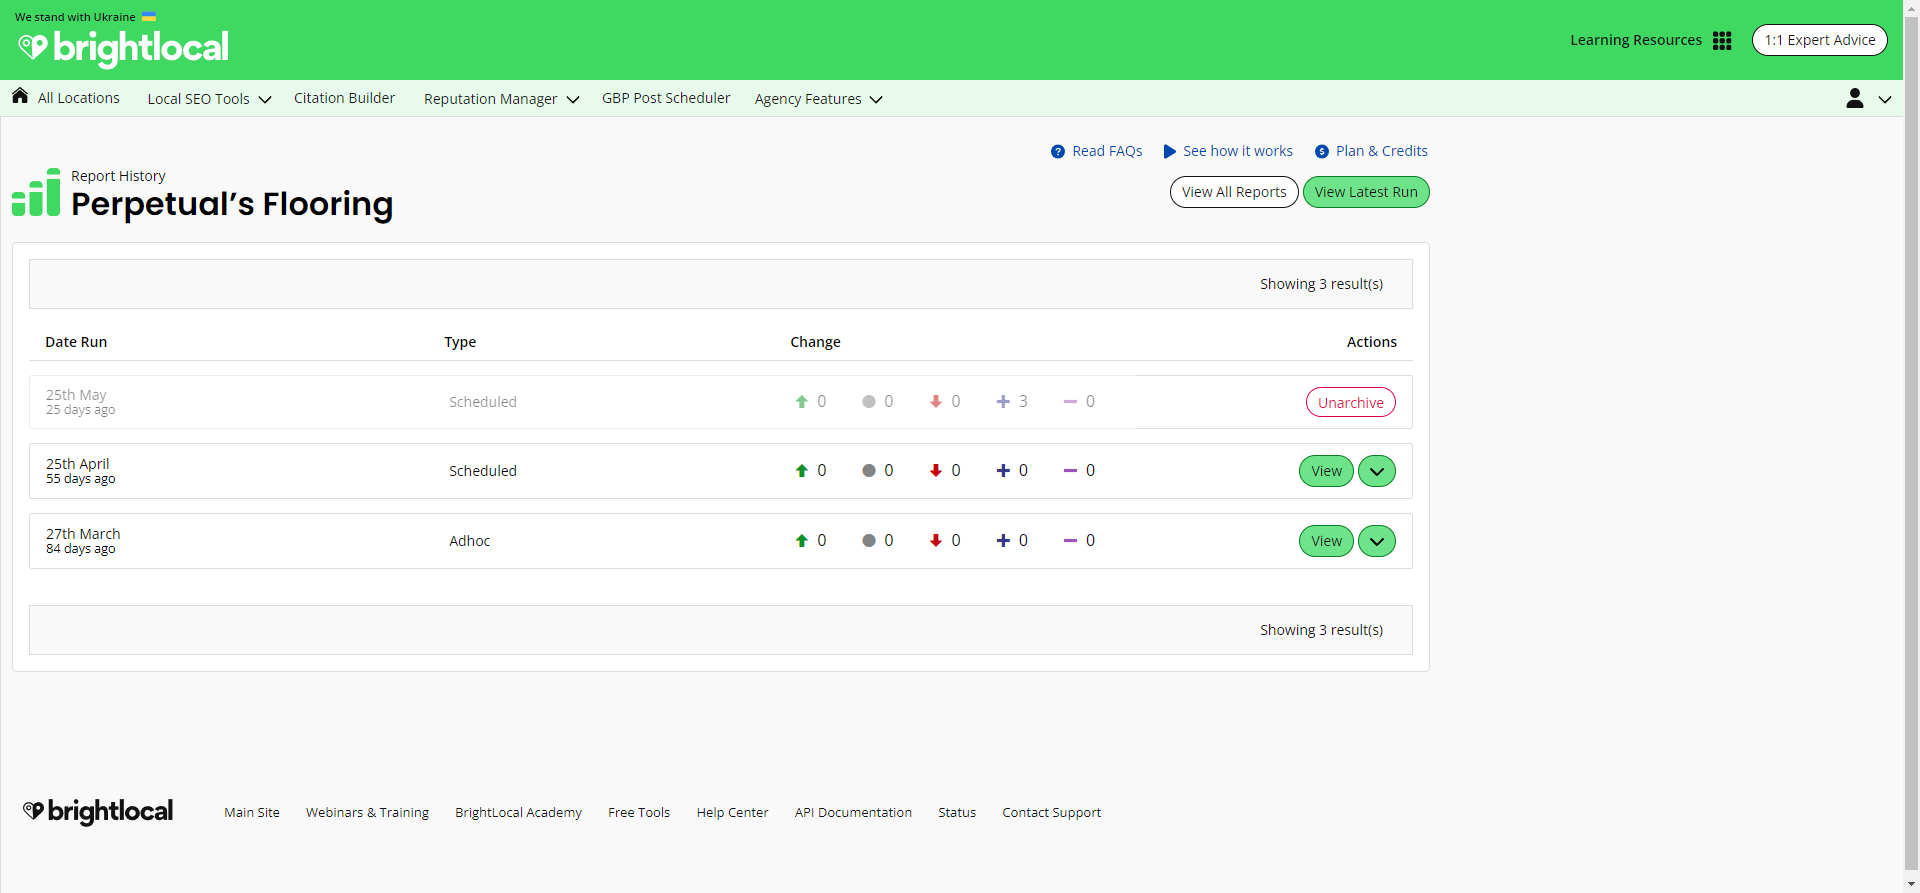 We stand with Ukraine
brightlocal
Learning Resources
1:1 Expert Advice
All Locations
Local SEO Tools
Citation Builder
Reputation Manager
GBP Post Scheduler
Agency Features
Read FAQs
See how it works
Plan & Credits
Report History
Perpetual’s Flooring
View All Reports
View Latest Run
Showing 3 result(s)
Date Run Type Change Actions
25th May
25 days ago
Scheduled 0 0 0 3 0 Unarchive
25th April
55 days ago
Scheduled 0 0 0 0 0 View
27th March
84 days ago
Adhoc 0 0 0 0 0 View
Showing 3 result(s)
brightlocal
Main Site
Webinars & Training
BrightLocal Academy
Free Tools
Help Center
API Documentation
Status
Contact Support